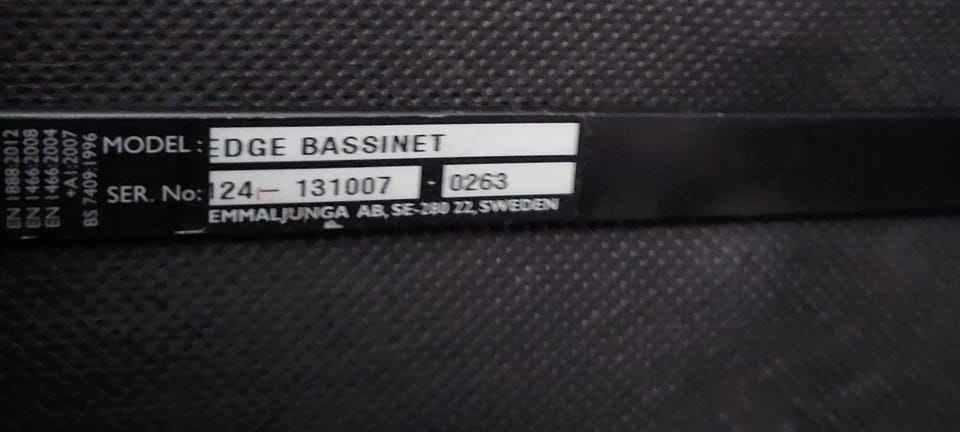 EN 1888:2012
EN 1466:2008
EN 1466:2004
+A1:2007
BS 7409:1996
MODEL : EDGE BASSINET
SER. No: 124 — 131007 - 0263
EMMALJUNGA AB, SE-280 22, SWEDEN